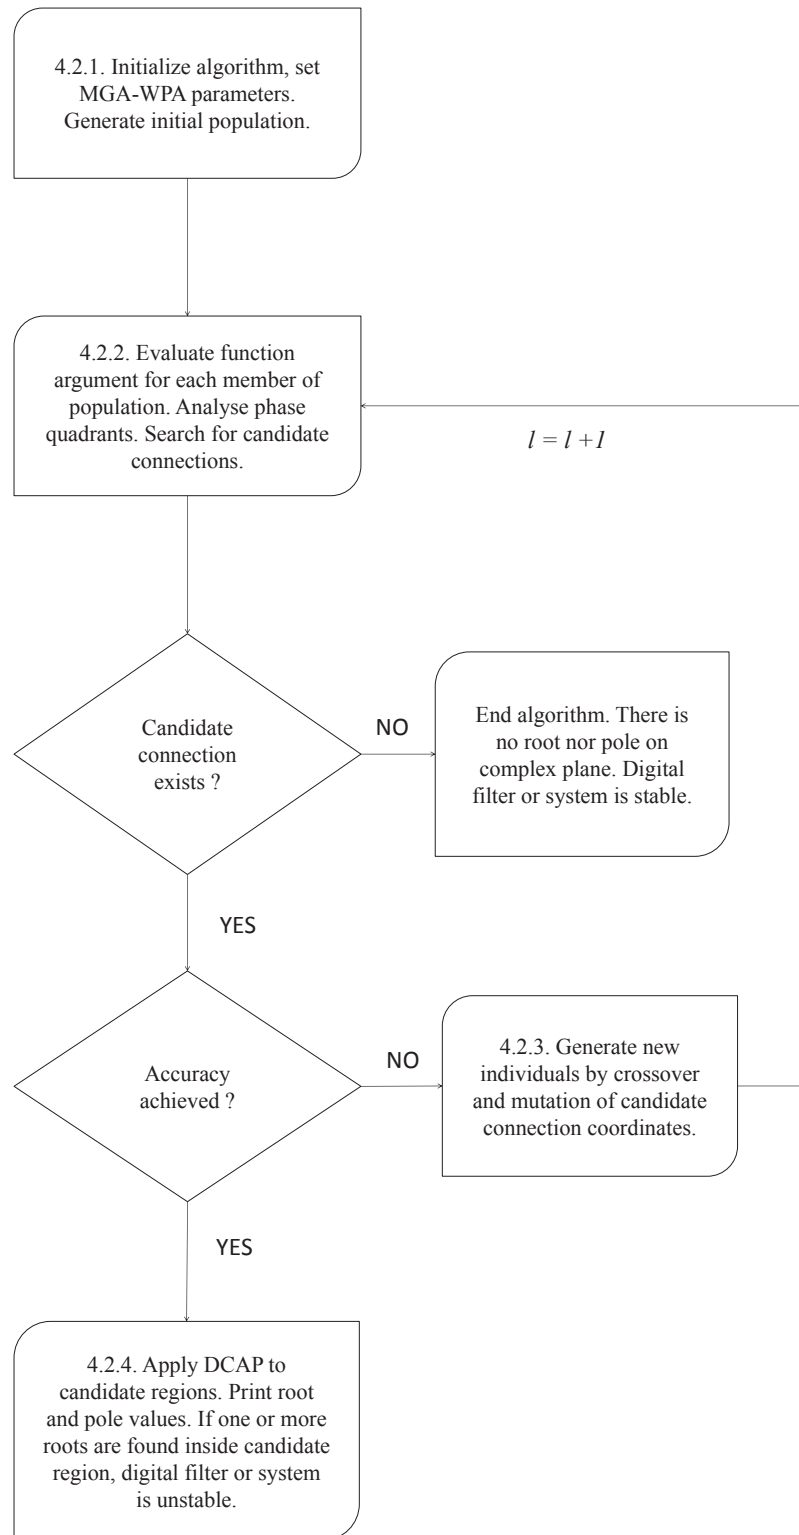 4.2.1. Initialize algorithm, set
MGA-WPA parameters.
Generate initial population.
4.2.2. Evaluate function
argument for each member of
population. Analyse phase
quadrants. Search for candidate
connections.
l = l +1
Candidate
connection
exists ?
NO
End algorithm. There is
no root nor pole on
complex plane. Digital
filter or system is stable.
YES
Accuracy
achieved ?
NO
4.2.3. Generate new
individuals by crossover
and mutation of candidate
connection coordinates.
YES
4.2.4. Apply DCAP to
candidate regions. Print root
and pole values. If one or more
roots are found inside candidate
region, digital filter or system
is unstable.